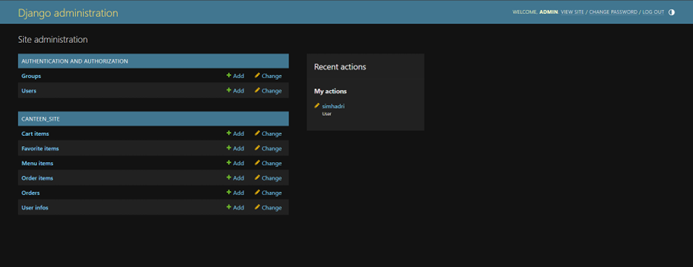 Django administration
WELCOME, ADMIN. VIEW SITE / CHANGE PASSWORD / LOG OUT
Site administration
AUTHENTICATION AND AUTHORIZATION
Groups Add Change
Users Add Change
CANTEEN_SITE
Cart items Add Change
Favorite items Add Change
Menu items Add Change
Order items Add Change
Orders Add Change
User infos Add Change
Recent actions
My actions
simhadri
User